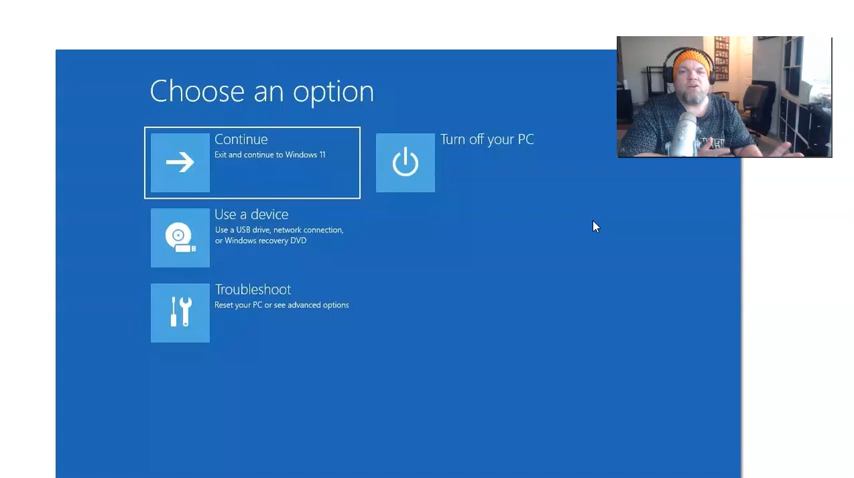 Choose an option
Continue
Exit and continue to Windows 11
Turn off your PC
Use a device
Use a USB drive, network connection,
or Windows recovery DVD
Troubleshoot
Reset your PC or see advanced options